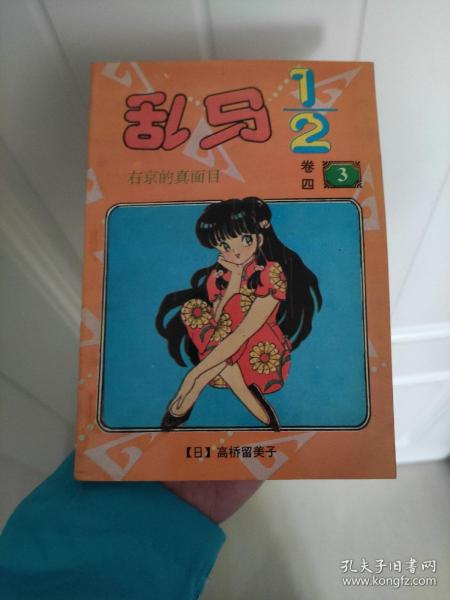 乱马
1/2
卷四
3
右京的真面目
【日】高桥留美子
孔夫子旧书网
www.kongfz.com